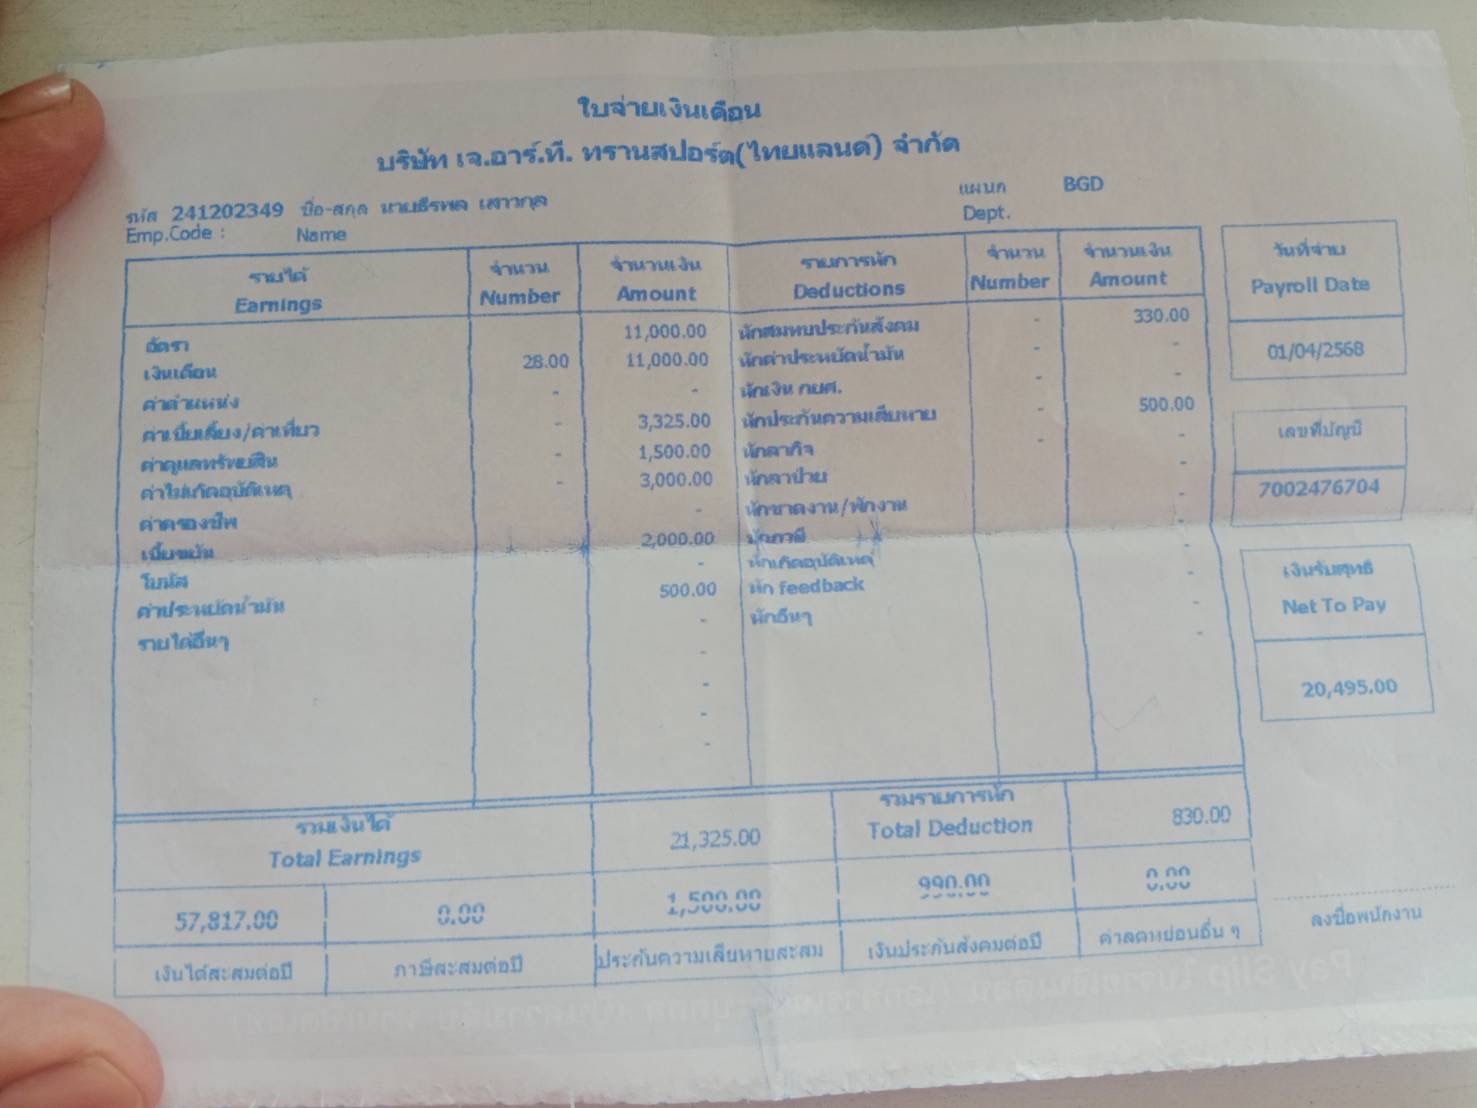 ใบจ่ายเงินเดือน
บริษัท เจ.อาร์.ที. ทรานสปอร์ต(ไทยแลนด์) จำกัด
รหัส 241202349 ชื่อ-สกุล นายธีรพล เสาวกุล แผนก BGD
Emp.Code : Name Dept.
รายได้ จำนวน จำนวนเงิน รายการหัก จำนวน จำนวนเงิน วันที่จ่าย
Earnings Number Amount Deductions Number Amount Payroll Date
อัตรา 11,000.00 หักสมทบประกันสังคม - 330.00
เงินเดือน 28.00 11,000.00 หักค่าประหยัดน้ำมัน - - 01/04/2568
ค่าตำแหน่ง - - หักเงิน กยศ. - -
ค่าเบี้ยเลี้ยง/ค่าเที่ยว - 3,325.00 หักประกันความเสียหาย - 500.00 เลขที่บัญชี
ค่าดูแลทรัพย์สิน - 1,500.00 หักลากิจ - -
ค่าไม่เกิดอุบัติเหตุ - 3,000.00 หักลาป่วย - 7002476704
ค่าครองชีพ - หักขาดงาน/พักงาน -
เบี้ยขยัน 2,000.00 หักภาษี -
โบนัส - หักเกิดอุบัติเหตุ - เงินรับสุทธิ
ค่าประหยัดน้ำมัน 500.00 หัก feedback - Net To Pay
รายได้อื่นๆ - หักอื่นๆ -
- -
- 20,495.00
-
-
รวมเงินได้ 21,325.00 รวมรายการหัก 830.00
Total Earnings Total Deduction
57,817.00 0.00 1,500.00 990.00 0.00
เงินได้สะสมต่อปี ภาษีสะสมต่อปี ประกันความเสียหายสะสม เงินประกันสังคมต่อปี ค่าลดหย่อนอื่น ๆ ลงชื่อพนักงาน